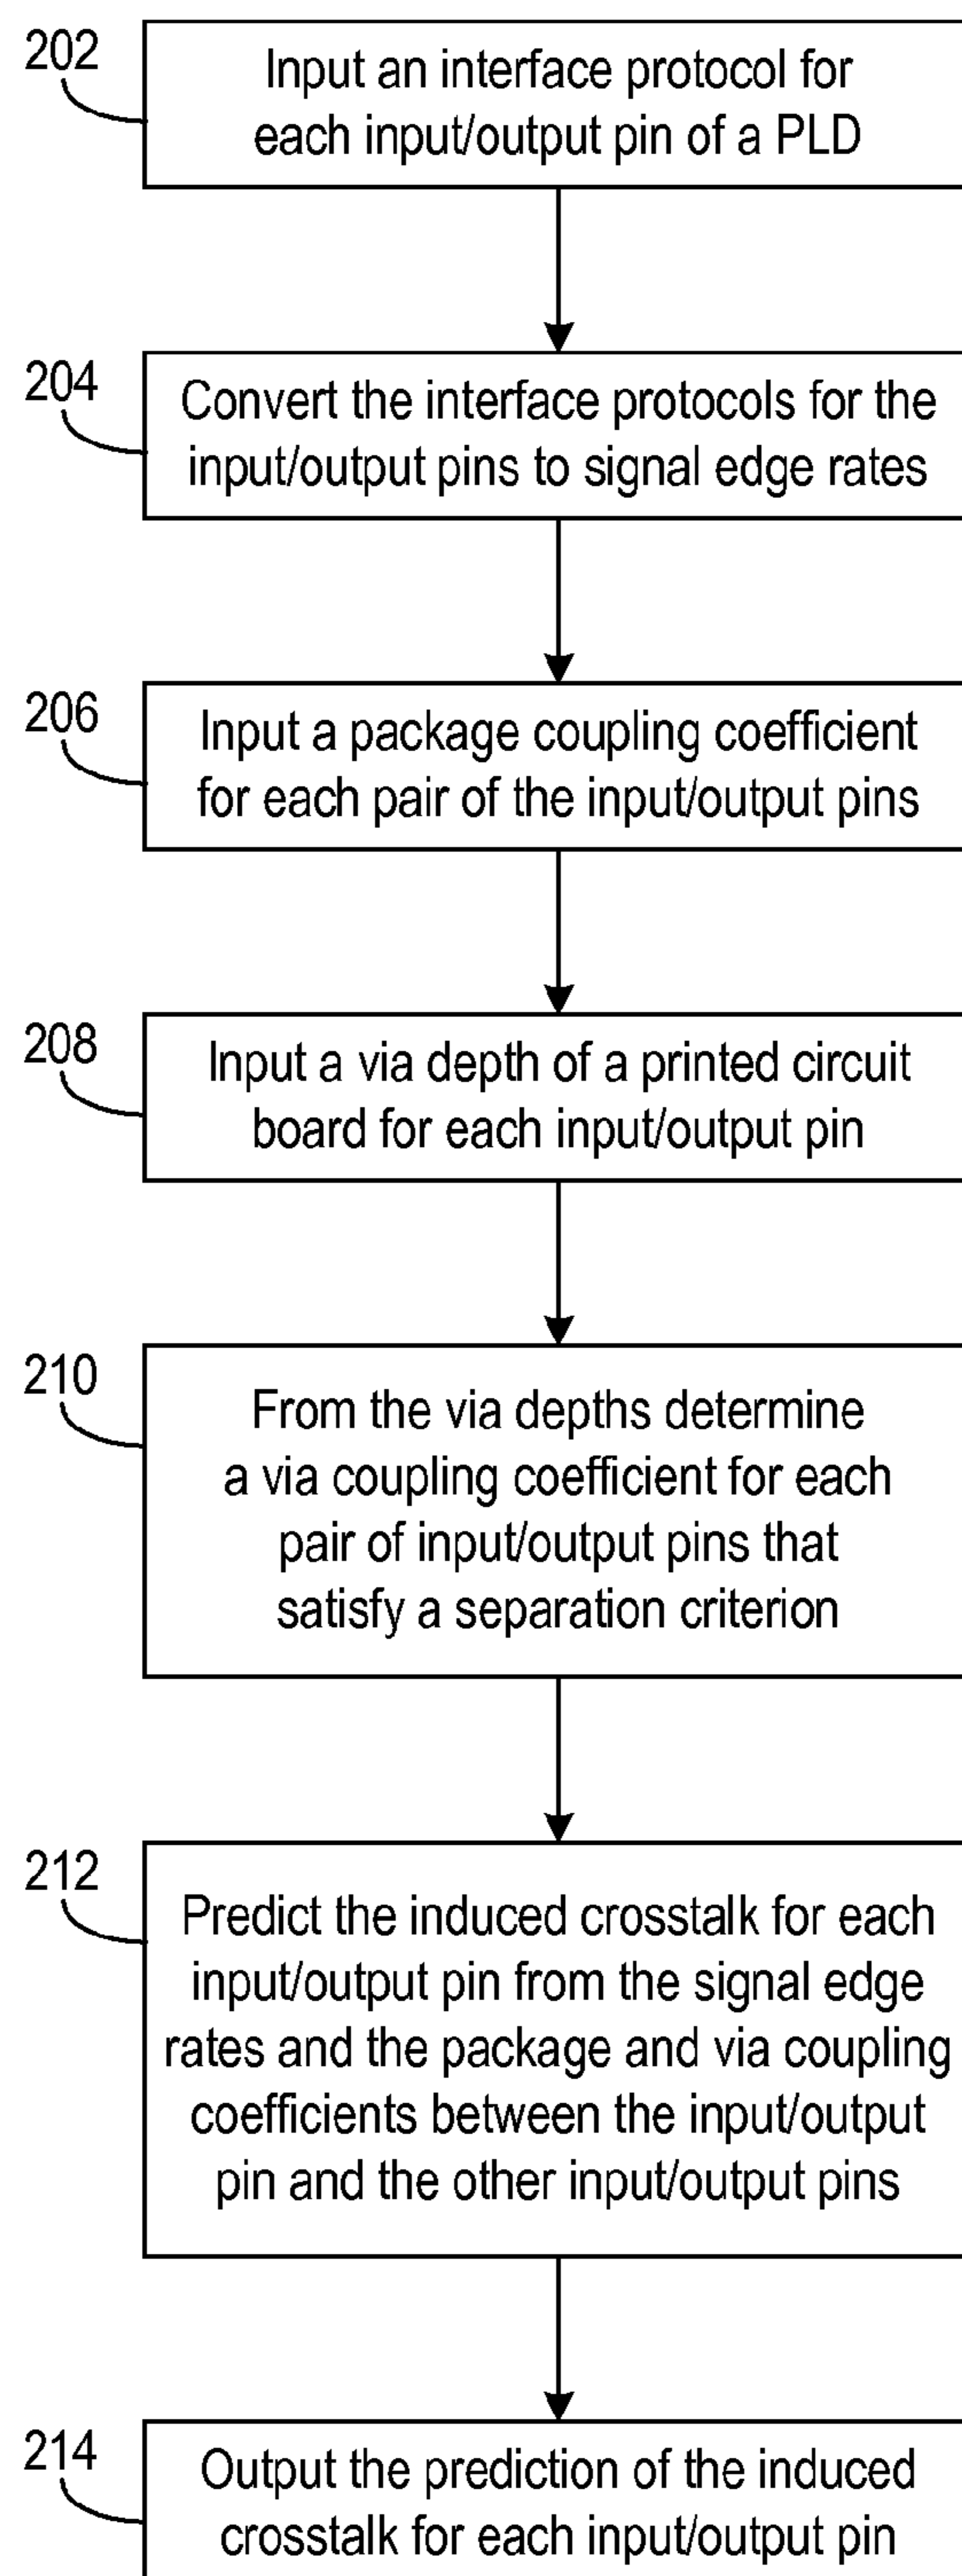 202
Input an interface protocol for
each input/output pin of a PLD
204
Convert the interface protocols for the
input/output pins to signal edge rates
206
Input a package coupling coefficient
for each pair of the input/output pins
208
Input a via depth of a printed circuit
board for each input/output pin
210
From the via depths determine
a via coupling coefficient for each
pair of input/output pins that
satisfy a separation criterion
212
Predict the induced crosstalk for each
input/output pin from the signal edge
rates and the package and via coupling
coefficients between the input/output
pin and the other input/output pins
214
Output the prediction of the induced
crosstalk for each input/output pin